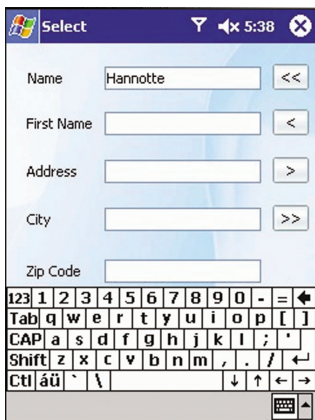 Select 5:38
Name Hannotte <<
First Name <
Address >
City >>
Zip Code
123 1 2 3 4 5 6 7 8 9 0 - =
Tab q w e r t y u i o p [ ]
CAP a s d f g h j k l ; '
Shift z x c v b n m , . /
Ctl áü ` \